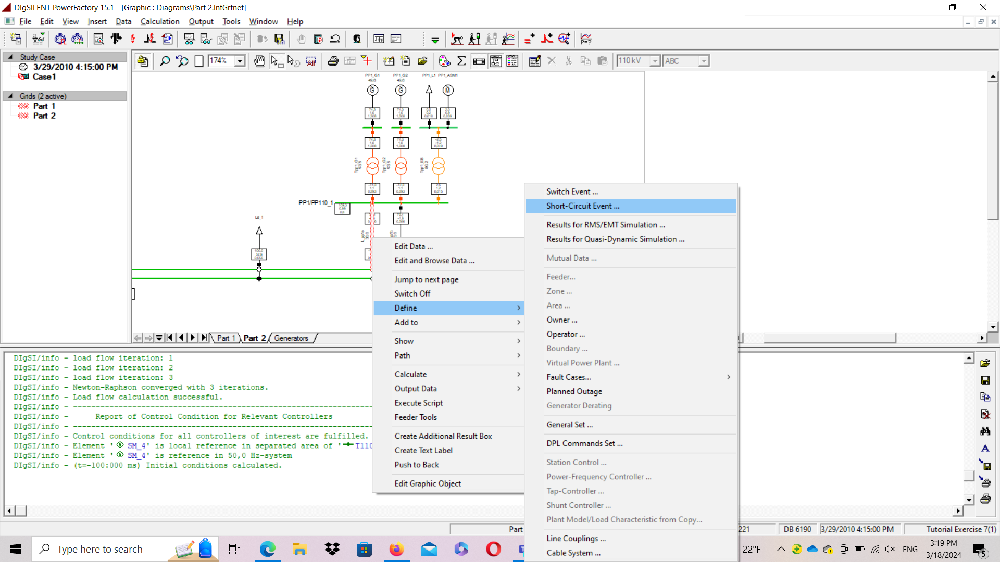 DIgSILENT PowerFactory 15.1 - [Graphic : Diagrams\Part 2.IntGrfnet]
File Edit View Insert Data Calculation Output Tools Window Help
Study Case
3/29/2010 4:15:00 PM
Case1
Grids (2 active)
Part 1
Part 2
174%
110 kV
ABC
PP1_G1
49,6
PP1_G2
49,6
PP1_L1
PP1_ASM1
G
G
M
Tpp1_G1
Tpp1_G2
PP1/PP110_1
Ld_1
Edit Data ...
Edit and Browse Data ...
Jump to next page
Switch Off
Define
Add to
Show
Path
Calculate
Output Data
Execute Script
Feeder Tools
Create Additional Result Box
Create Text Label
Push to Back
Edit Graphic Object
Switch Event ...
Short-Circuit Event ...
Results for RMS/EMT Simulation ...
Results for Quasi-Dynamic Simulation ...
Mutual Data ...
Feeder...
Zone ...
Area ...
Owner ...
Operator ...
Boundary ...
Virtual Power Plant ...
Fault Cases...
Planned Outage
Generator Derating
General Set ...
DPL Commands Set ...
Station Control ...
Power-Frequency Controller ...
Tap-Controller ...
Shunt Controller ...
Plant Model/Load Characteristic from Copy...
Line Couplings ...
Cable System ...
Part 1 Part 2 Generators
DIgSI/info - load flow iteration: 1
DIgSI/info - load flow iteration: 2
DIgSI/info - load flow iteration: 3
DIgSI/info - Newton-Raphson converged with 3 iterations.
DIgSI/info - Load flow calculation successful.
DIgSI/info - ----------------------------------------------------------------
DIgSI/info - Report of Control Condition for Relevant Controllers
DIgSI/info - ----------------------------------------------------------------
DIgSI/info - Control conditions for all controllers of interest are fulfilled.
DIgSI/info - Element ' SM_4' is local reference in separated area of ' T110
DIgSI/info - Element ' SM_4' is reference in 50,0 Hz-system
DIgSI/info - (t=-100:000 ms) Initial conditions calculated.
Part
221
DB 6190
3/29/2010 4:15:00 PM
Tutorial Exercise 7(1)
Type here to search
22°F
ENG
3:19 PM
3/18/2024
5